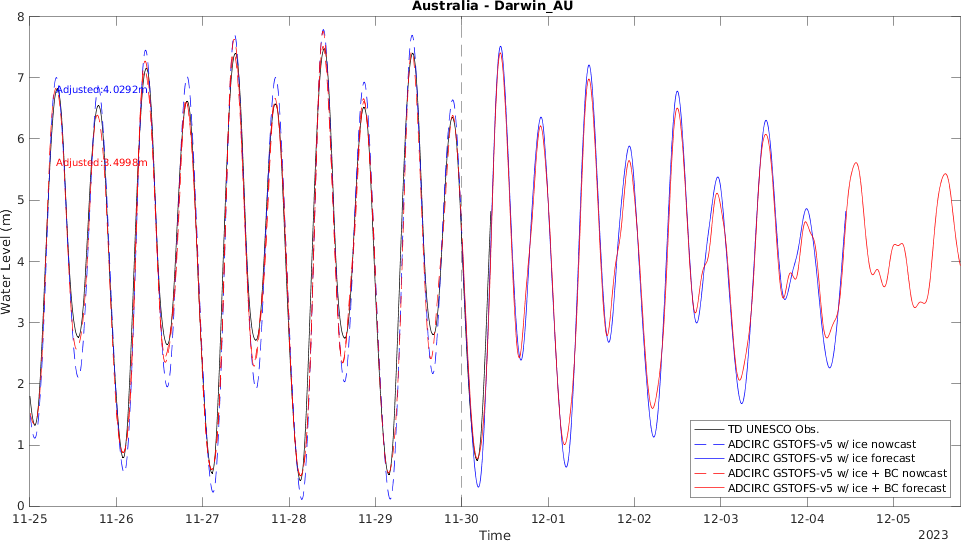 Australia - Darwin_AU
8
7
6
5
4
3
2
1
0
Water Level (m)
Adjusted:4.0292m
Adjusted:3.4998m
TD UNESCO Obs.
ADCIRC GSTOFS-v5 w/ ice nowcast
ADCIRC GSTOFS-v5 w/ ice forecast
ADCIRC GSTOFS-v5 w/ ice + BC nowcast
ADCIRC GSTOFS-v5 w/ ice + BC forecast
11-25 11-26 11-27 11-28 11-29 11-30 12-01 12-02 12-03 12-04 12-05
Time
2023